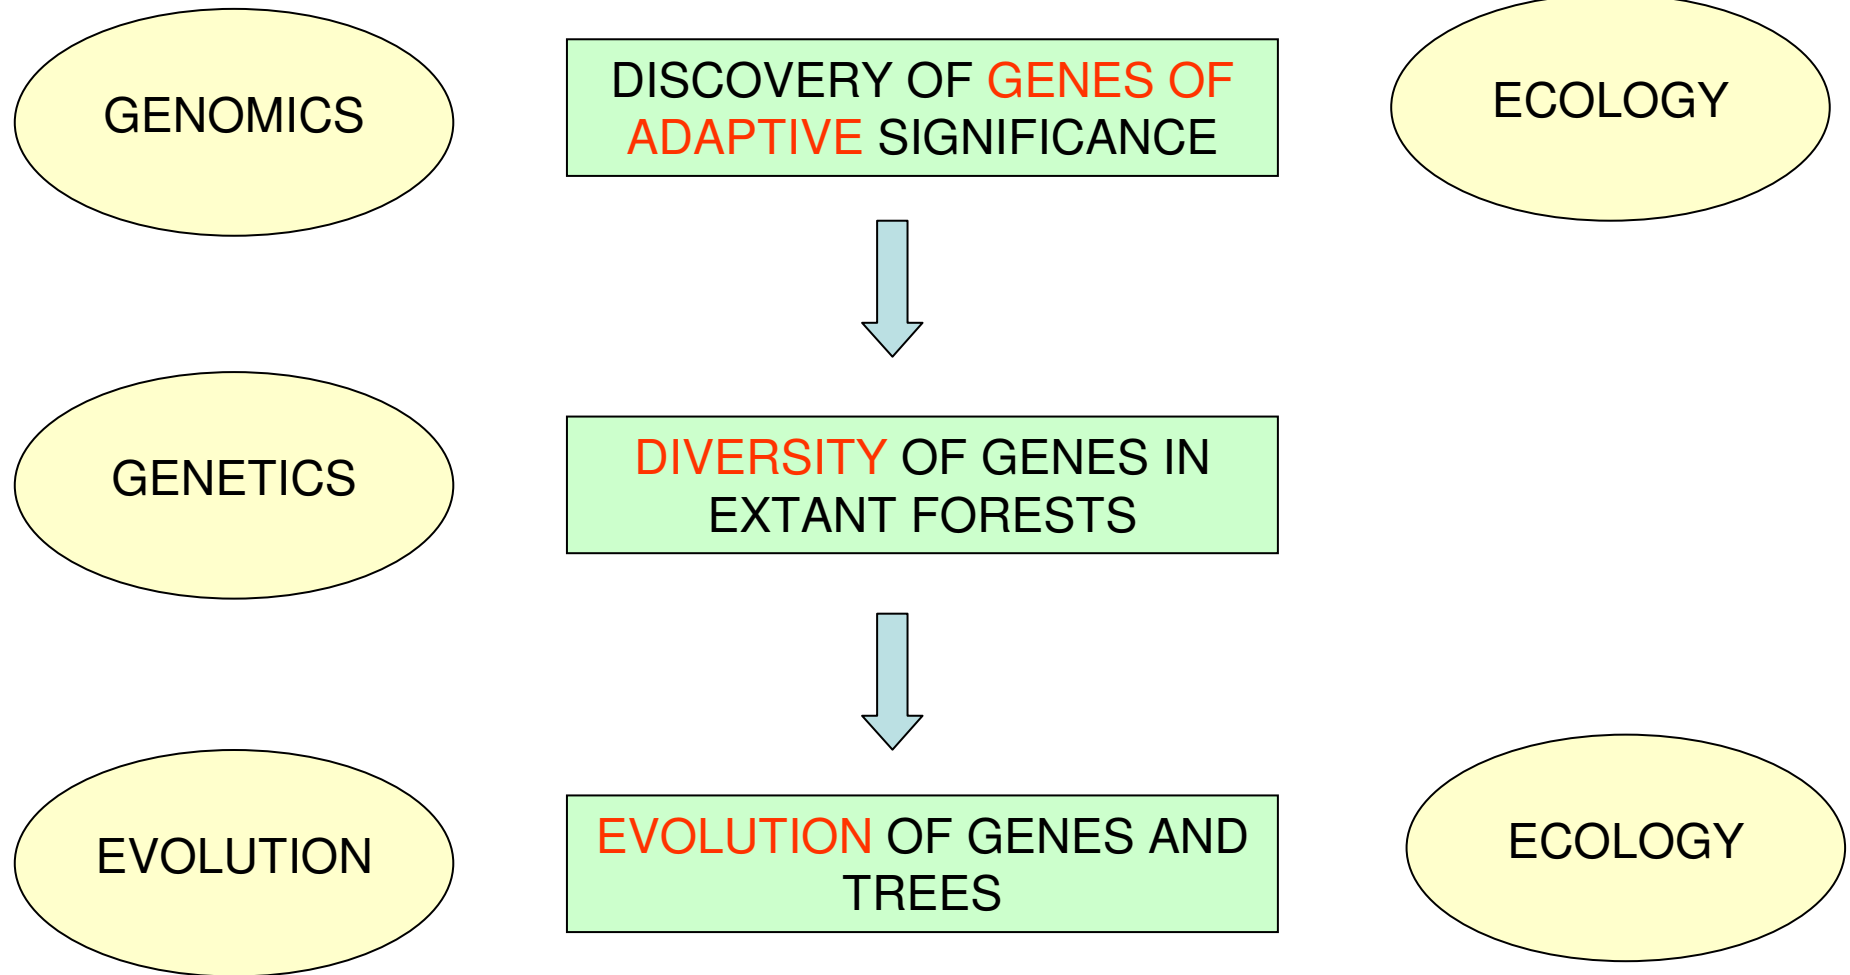 GENOMICS
DISCOVERY OF GENES OF
ADAPTIVE SIGNIFICANCE
ECOLOGY
GENETICS
DIVERSITY OF GENES IN
EXTANT FORESTS
EVOLUTION
EVOLUTION OF GENES AND
TREES
ECOLOGY